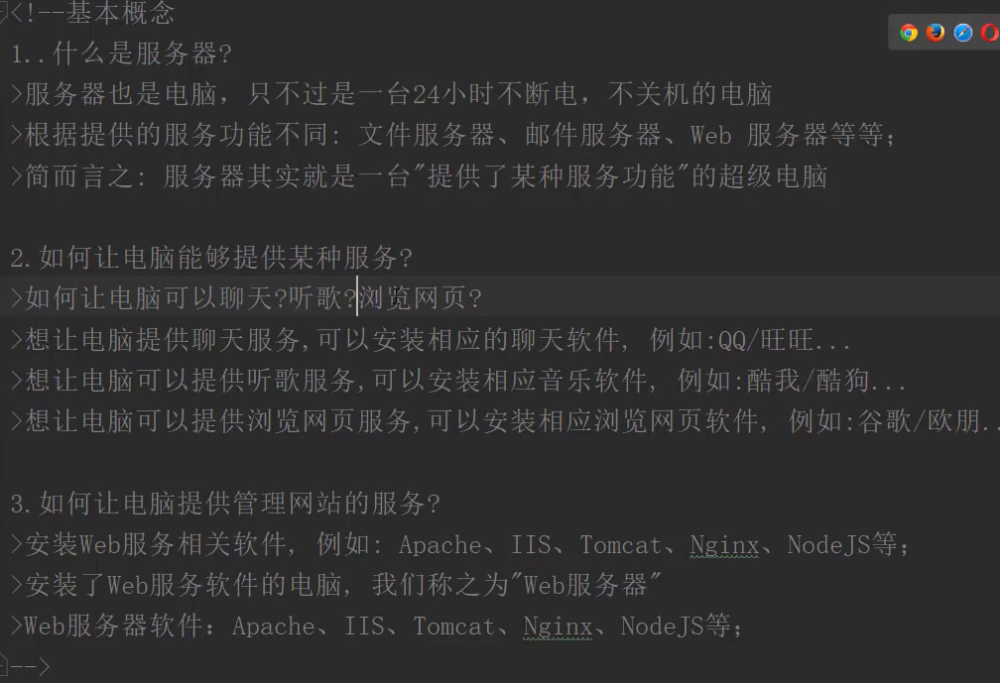 <!--基本概念
1..什么是服务器?
>服务器也是电脑，只不过是一台24小时不断电，不关机的电脑
>根据提供的服务功能不同: 文件服务器、邮件服务器、Web 服务器等等;
>简而言之: 服务器其实就是一台"提供了某种服务功能"的超级电脑
2.如何让电脑能够提供某种服务?
>如何让电脑可以聊天?听歌?浏览网页?
>想让电脑提供聊天服务,可以安装相应的聊天软件, 例如:QQ/旺旺...
>想让电脑可以提供听歌服务,可以安装相应音乐软件, 例如:酷我/酷狗...
>想让电脑可以提供浏览网页服务,可以安装相应浏览网页软件, 例如:谷歌/欧朋..
3.如何让电脑提供管理网站的服务?
>安装Web服务相关软件, 例如: Apache、IIS、Tomcat、Nginx、NodeJS等;
>安装了Web服务软件的电脑, 我们称之为"Web服务器"
>Web服务器软件: Apache、IIS、Tomcat、Nginx、NodeJS等;
-->